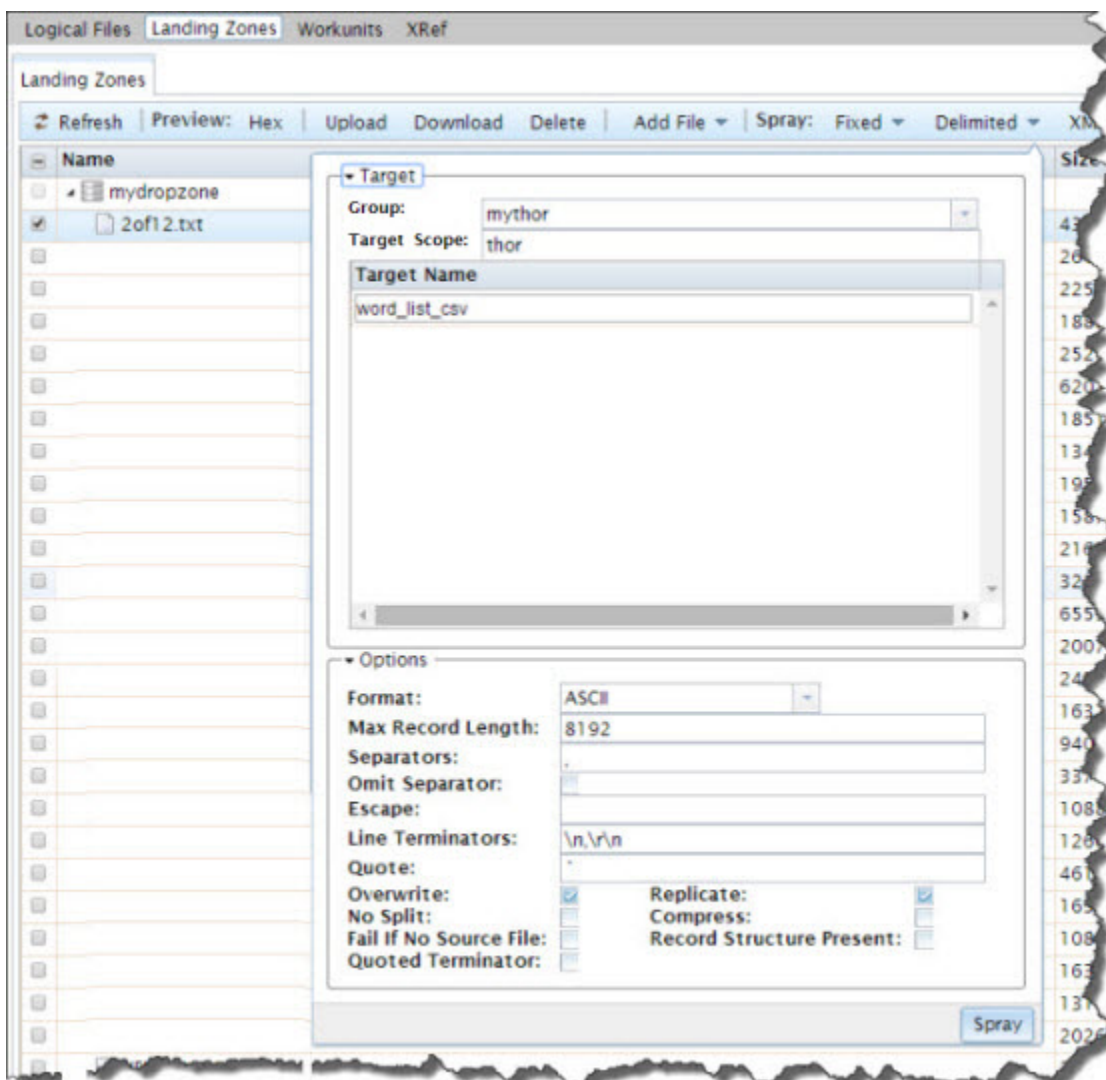 Logical Files Landing Zones Workunits XRef
Landing Zones
Refresh Preview: Hex Upload Download Delete Add File Spray: Fixed Delimited
Name
mydropzone
2of12.txt
Target
Group: mythor
Target Scope: thor
Target Name
word_list_csv
Options
Format: ASCII
Max Record Length: 8192
Separators: ,
Omit Separator:
Escape:
Line Terminators: \n,\r\n
Quote:
Overwrite: Replicate:
No Split: Compress:
Fail If No Source File: Record Structure Present:
Quoted Terminator:
Spray